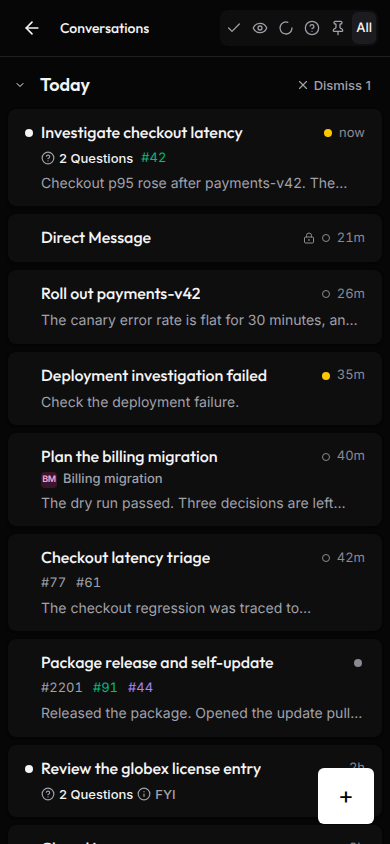 Conversations
All
Today
Dismiss 1
Investigate checkout latency
now
2 Questions #42
Checkout p95 rose after payments-v42. The...
Direct Message
21m
Roll out payments-v42
26m
The canary error rate is flat for 30 minutes, an...
Deployment investigation failed
35m
Check the deployment failure.
Plan the billing migration
40m
BM Billing migration
The dry run passed. Three decisions are left...
Checkout latency triage
42m
#77 #61
The checkout regression was traced to...
Package release and self-update
#2201 #91 #44
Released the package. Opened the update pull...
Review the globex license entry
2 Questions FYI